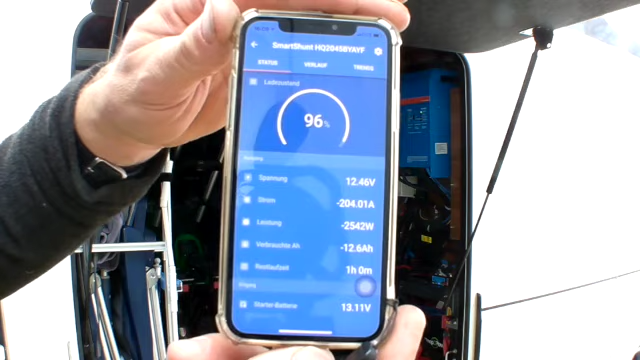 SmartShunt HQ2045BYAYF
STATUS VERLAUF TRENDS
Ladezustand
96%
Spannung 12.46V
Strom -204.01A
Leistung -2542W
Verbrauchte Ah -12.6Ah
Restlaufzeit 1h 0m
Eingang
Starter-Batterie 13.11V